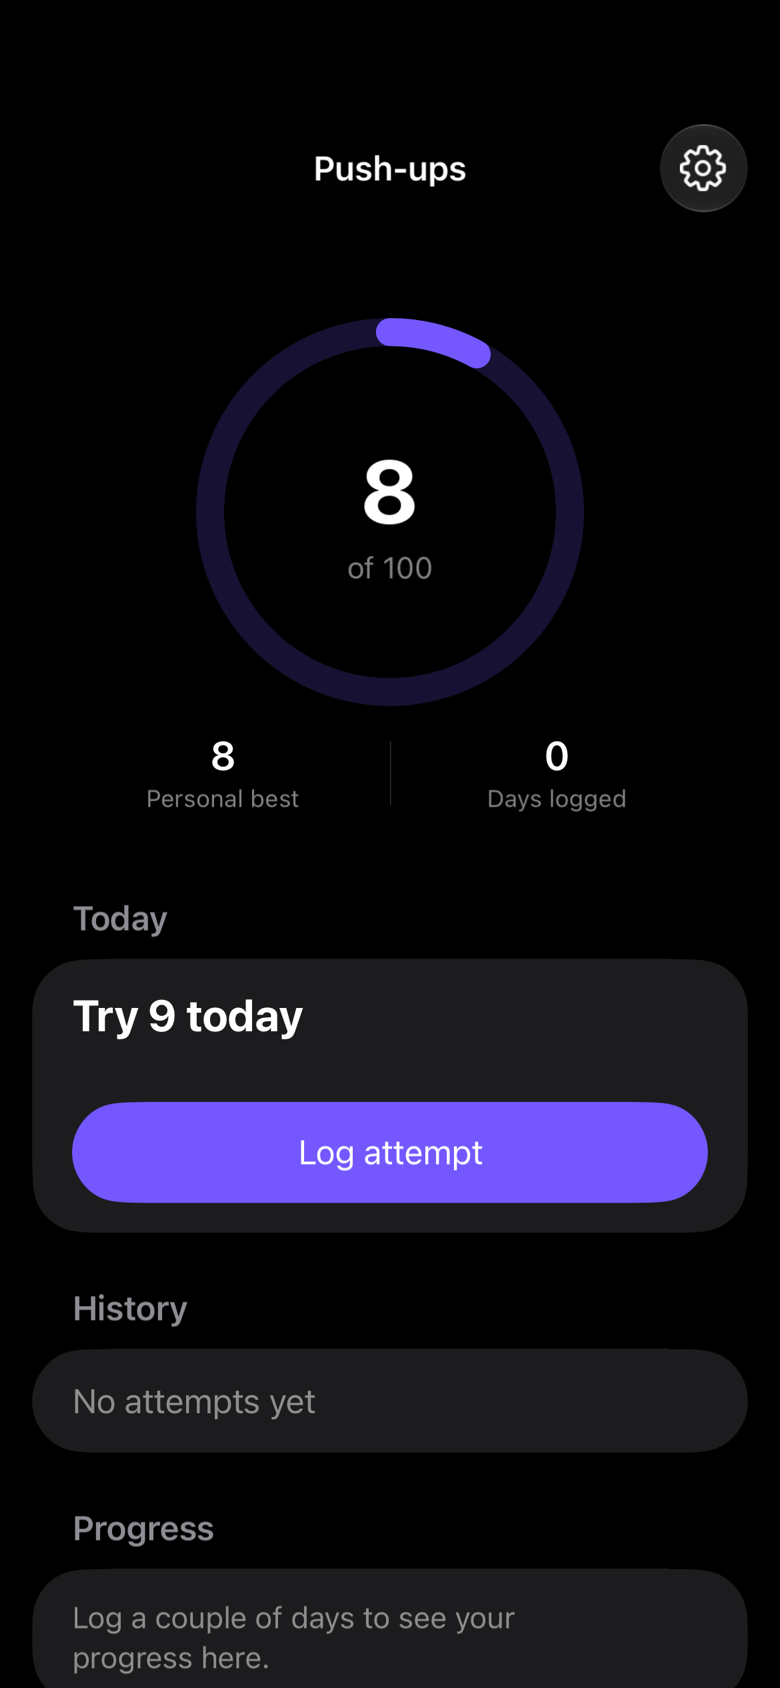 Push-ups
8
of 100
8
Personal best
0
Days logged
Today
Try 9 today
Log attempt
History
No attempts yet
Progress
Log a couple of days to see your
progress here.